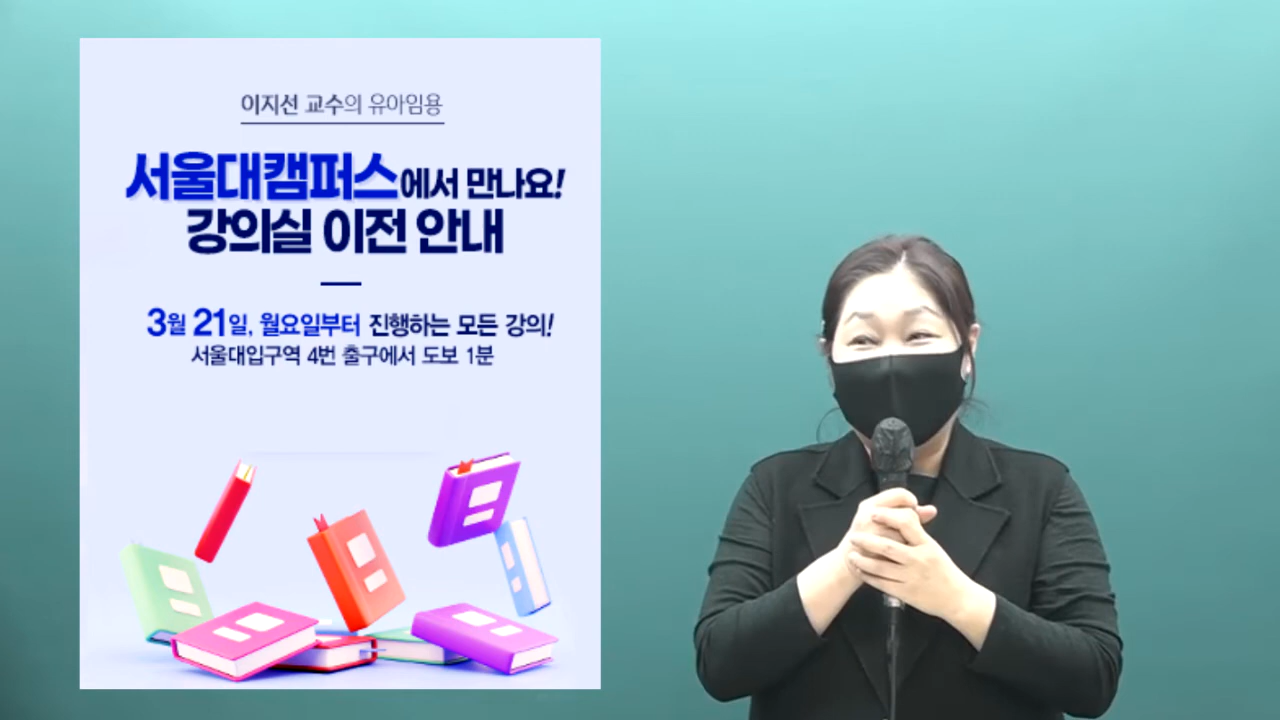 이지선 교수의 유아임용
서울대캠퍼스에서 만나요!
강의실 이전 안내
3월 21일, 월요일부터 진행하는 모든 강의!
서울대입구역 4번 출구에서 도보 1분